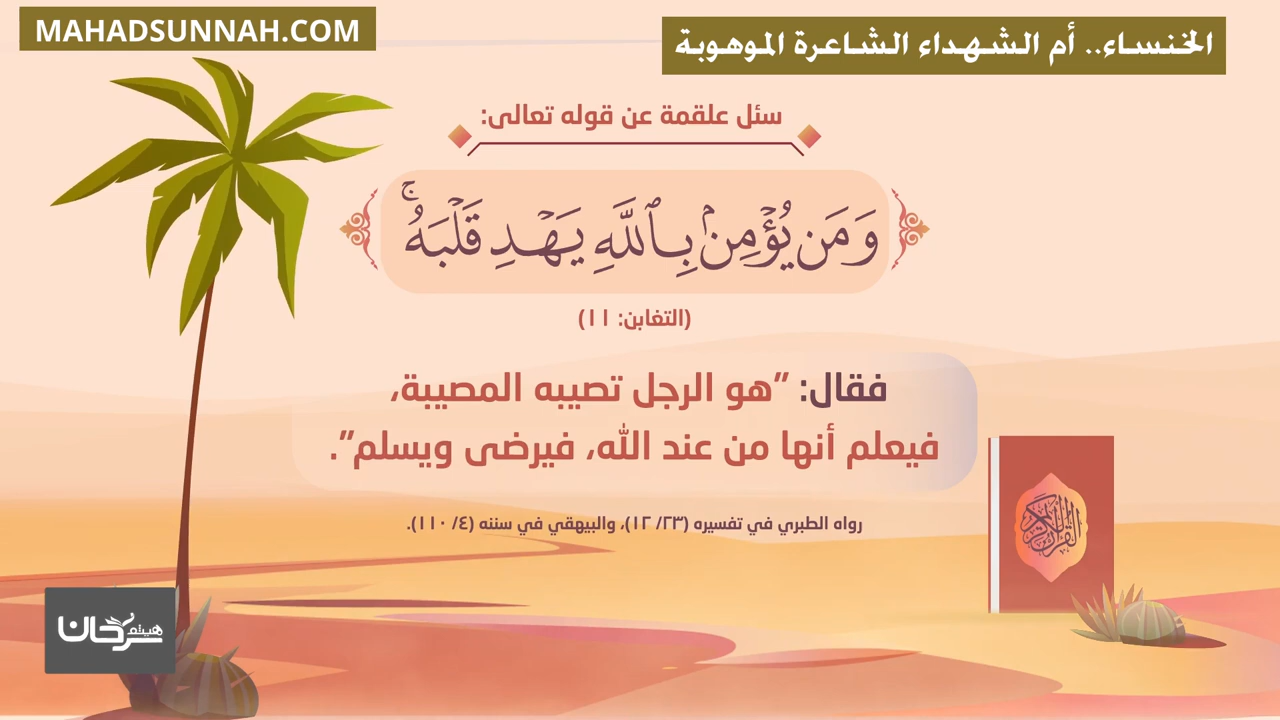 MAHADSUNNAH.COM
الخنساء.. أم الشهداء الشاعرة الموهوبة
سئل علقمة عن قوله تعالى:
وَمَن يُؤْمِنۢ بِٱللَّهِ يَهْدِ قَلْبَهُۥۚ
(التغابن: ١١)
فقال: "هو الرجل تصيبه المصيبة،
فيعلم أنها من عند الله، فيرضى ويسلم".
رواه الطبري في تفسيره (٢٣/ ١٢)، والبيهقي في سننه (٤/ ١١٠).
القرآن الكريم
هيثم
سرحان